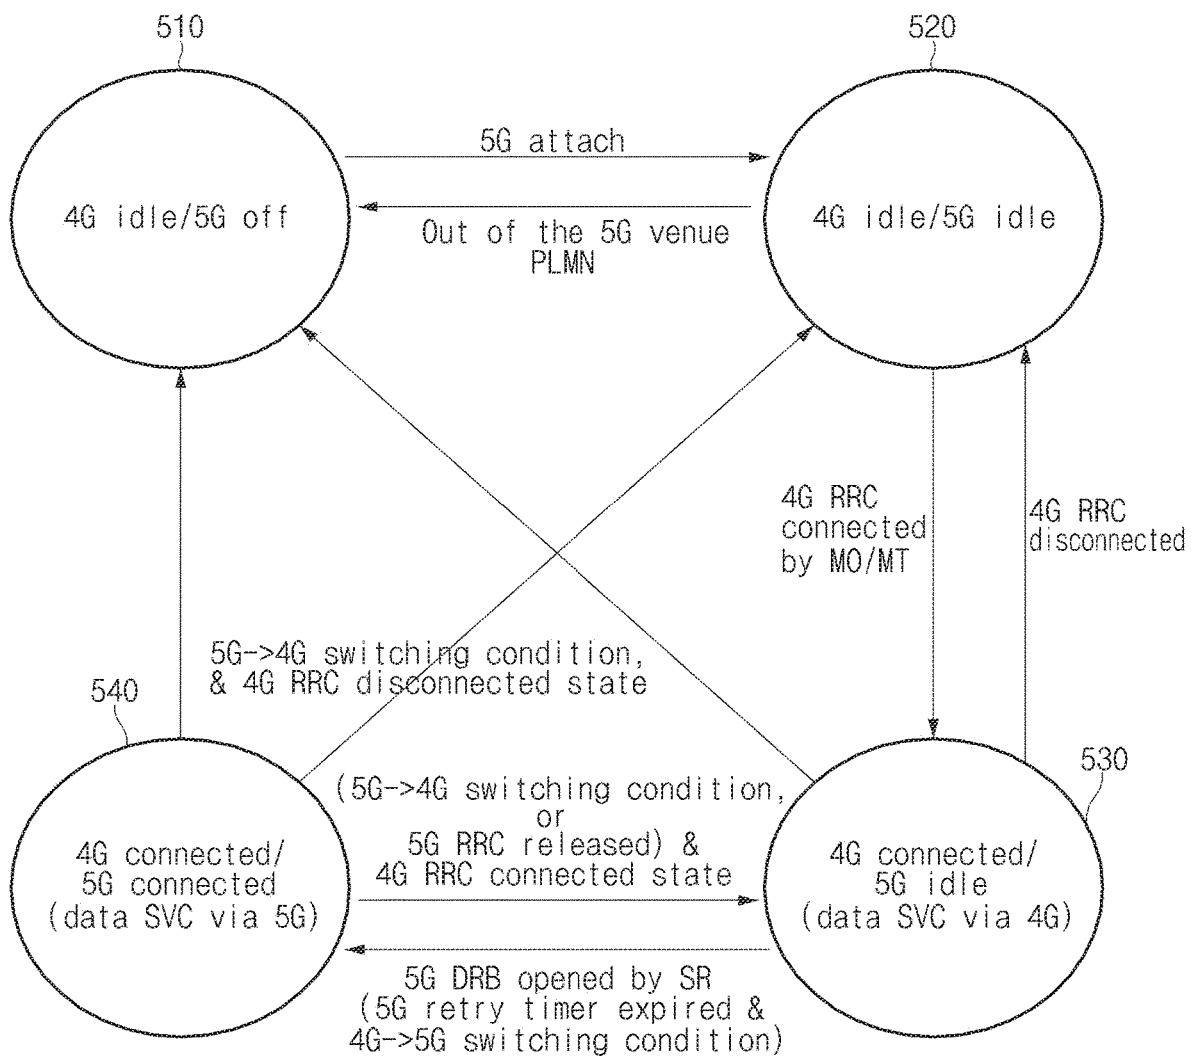 510
520
5G attach
4G idle/5G off
4G idle/5G idle
Out of the 5G venue
PLMN
4G RRC
connected
by MO/MT
4G RRC
disconnected
5G->4G switching condition,
& 4G RRC disconnected state
540
530
(5G->4G switching condition,
or
5G RRC released) &
4G RRC connected state
4G connected/
5G connected
(data SVC via 5G)
4G connected/
5G idle
(data SVC via 4G)
5G DRB opened by SR
(5G retry timer expired &
4G->5G switching condition)